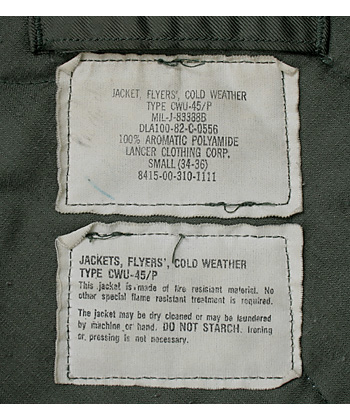 JACKET, FLYERS', COLD WEATHER
TYPE CWU-45/P
MIL-J-83388B
DLA100-82-C-0556
100% AROMATIC POLYAMIDE
LANCER CLOTHING CORP.
SMALL (34-36)
8415-00-310-1111
JACKETS, FLYERS', COLD WEATHER
TYPE CWU-45/P
This jacket is made of fire resistant material. No
other special flame resistant treatment is required.
The jacket may be dry cleaned or may be laundered
by machine or hand. DO NOT STARCH. Ironing
or pressing is not necessary.